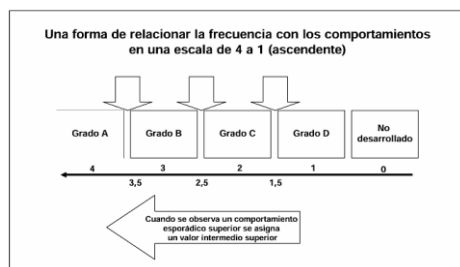 Una forma de relacionar la frecuencia con los comportamientos
en una escala de 4 a 1 (ascendente)
Grado A
Grado B
Grado C
Grado D
No
desarrollado
4
3
2
1
0
3,5
2,5
1,5
Cuando se observa un comportamiento
esporádico superior se asigna
un valor intermedio superior